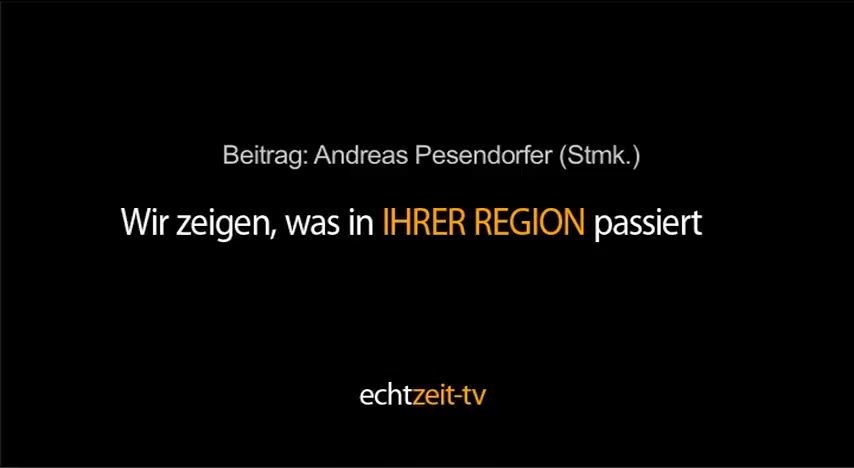 Beitrag: Andreas Pesendorfer (Stmk.)
Wir zeigen, was in IHRER REGION passiert
echtzeit-tv